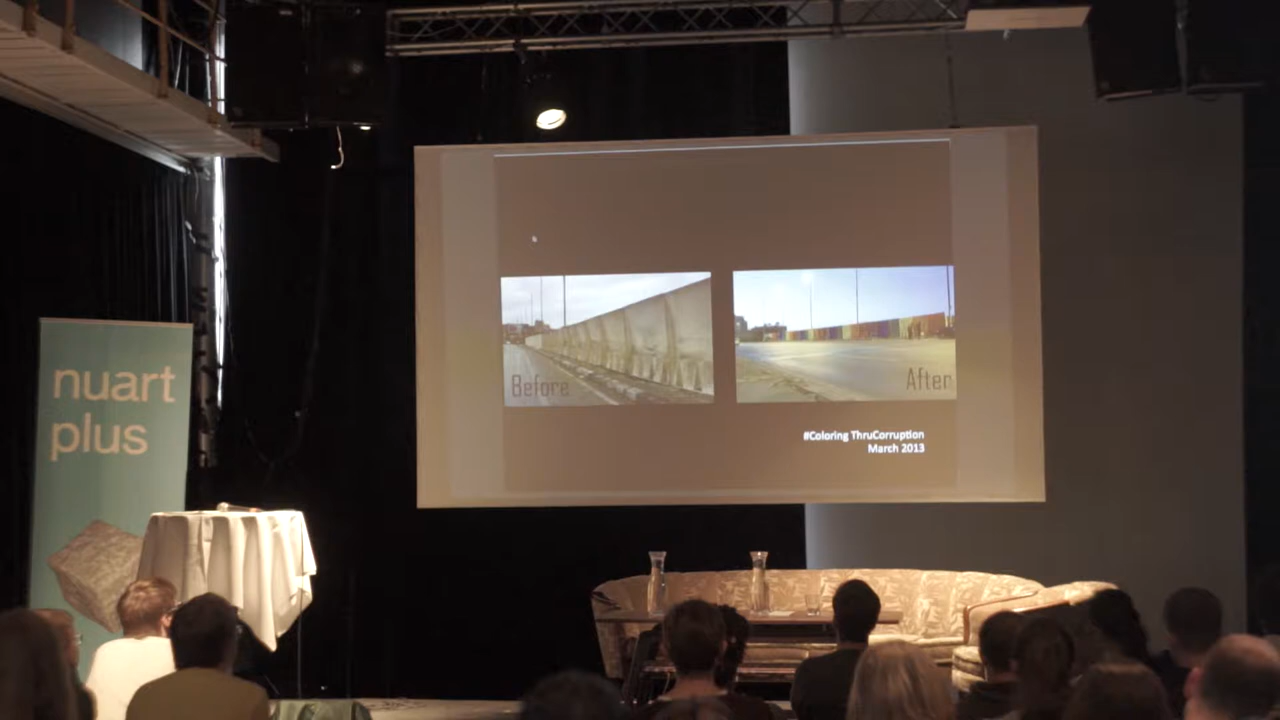 nuart
plus
Before
After
#Coloring ThruCorruption
March 2013